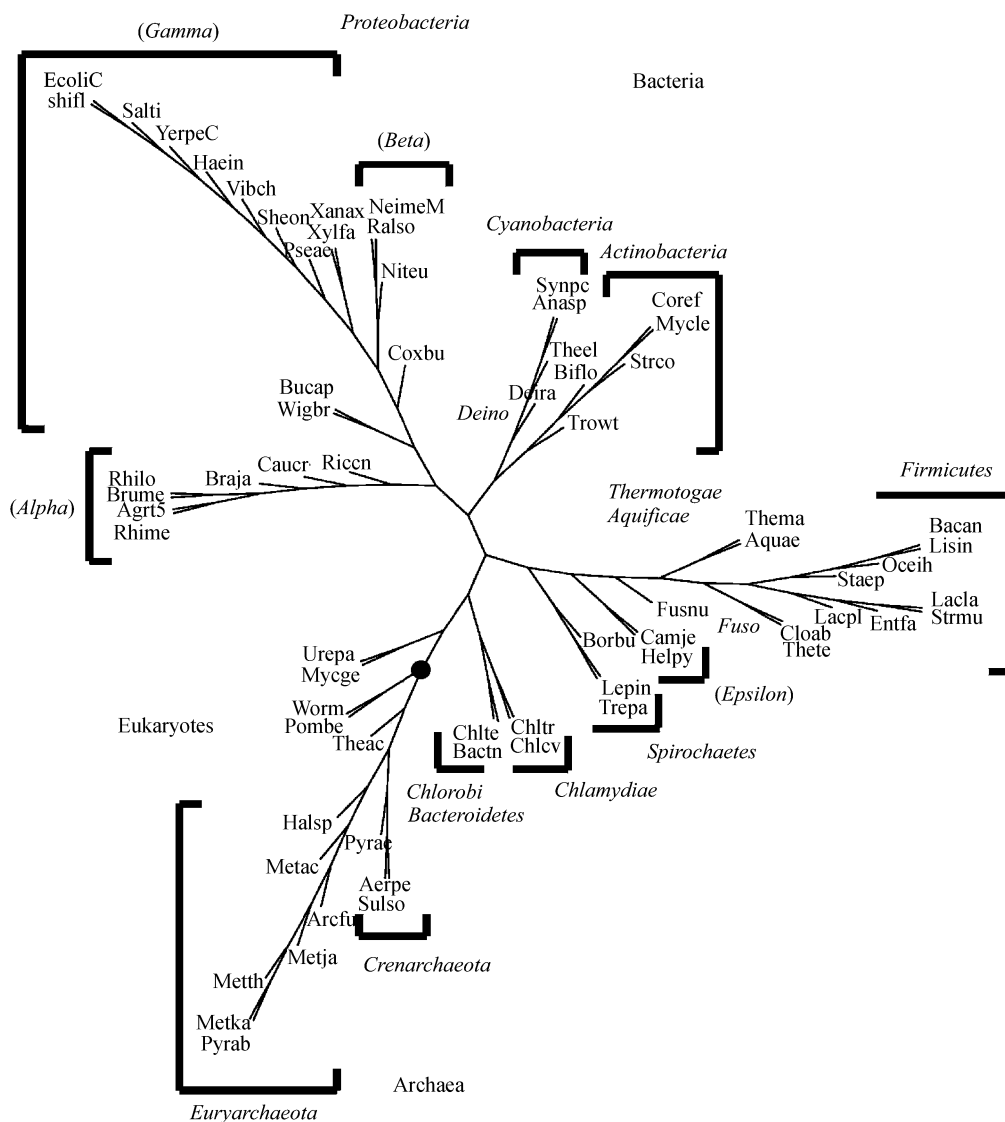 Proteobacteria
(Gamma)
Bacteria
EcoliC
shifl
Salti
YerpeC
Haein
Vibch
Sheon
Pseae
Xanax
Xylfa
(Beta)
NeimeM
Ralso
Niteu
Coxbu
Bucap
Wigbr
Cyanobacteria
Actinobacteria
Synpc
Anasp
Theel
Biflo
Deira
Deino
Coref
Mycle
Strco
Trowt
(Alpha)
Rhilo
Brume
Agrt5
Rhime
Braja
Caucr
Riccn
Thermotogae
Aquificae
Firmicutes
Thema
Aquae
Bacan
Lisin
Oceih
Staep
Lacla
Strmu
Entfa
Lacpl
Cloab
Thete
Fuso
Fusnu
Borbu
Camje
Helpy
(Epsilon)
Lepin
Trepa
Spirochaetes
Urepa
Mycge
Worm
Pombe
Eukaryotes
Theac
Chlte
Bactn
Chltr
Chlcv
Chlorobi
Bacteroidetes
Chlamydiae
Halsp
Pyrae
Metac
Aerpe
Sulso
Arcfu
Metja
Crenarchaeota
Metth
Metka
Pyrab
Archaea
Euryarchaeota